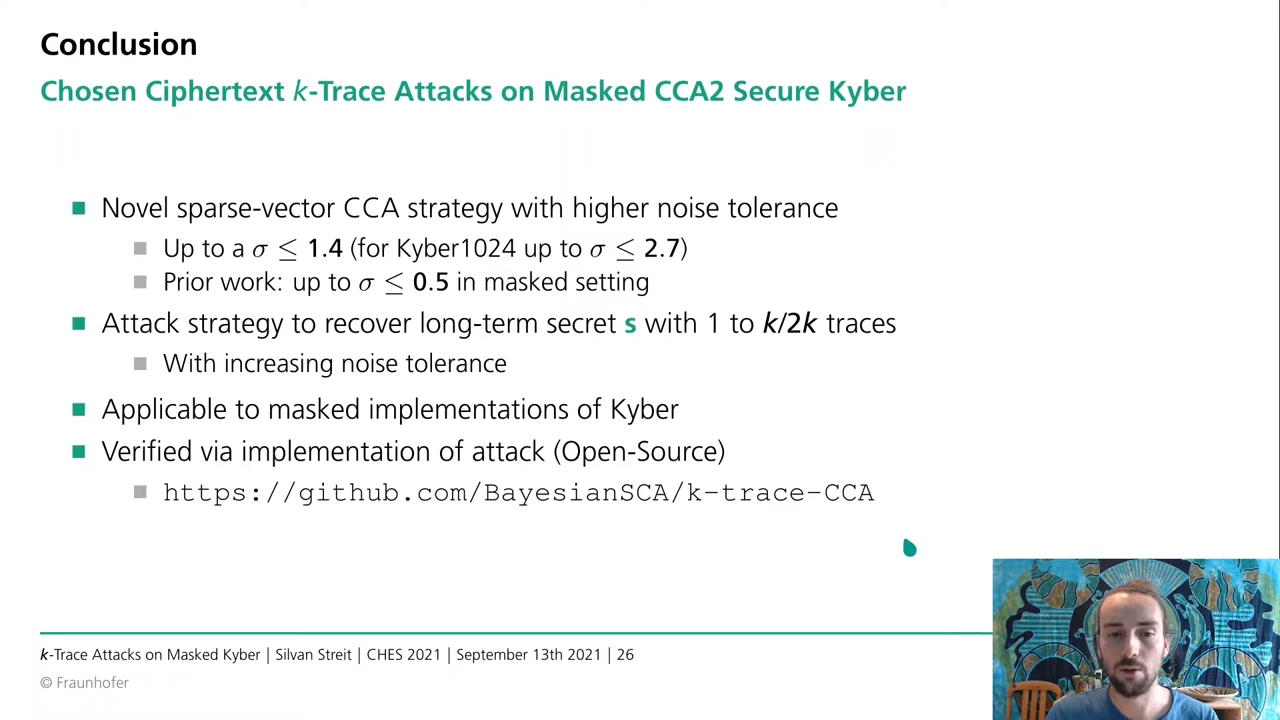 Conclusion
Chosen Ciphertext k-Trace Attacks on Masked CCA2 Secure Kyber
Novel sparse-vector CCA strategy with higher noise tolerance
Up to a σ ≤ 1.4 (for Kyber1024 up to σ ≤ 2.7)
Prior work: up to σ ≤ 0.5 in masked setting
Attack strategy to recover long-term secret s with 1 to k/2k traces
With increasing noise tolerance
Applicable to masked implementations of Kyber
Verified via implementation of attack (Open-Source)
https://github.com/BayesianSCA/k-trace-CCA
k-Trace Attacks on Masked Kyber | Silvan Streit | CHES 2021 | September 13th 2021 | 26
© Fraunhofer